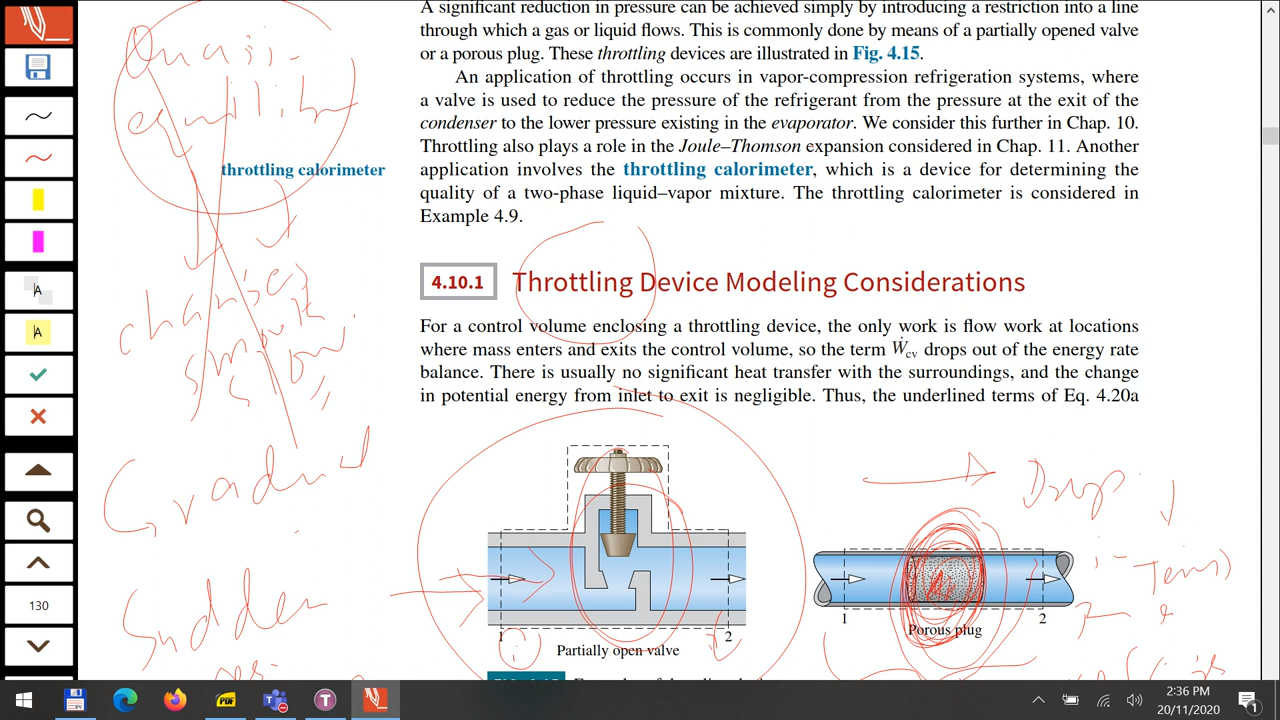 A significant reduction in pressure can be achieved simply by introducing a restriction into a line
through which a gas or liquid flows. This is commonly done by means of a partially opened valve
or a porous plug. These throttling devices are illustrated in Fig. 4.15.
An application of throttling occurs in vapor-compression refrigeration systems, where
a valve is used to reduce the pressure of the refrigerant from the pressure at the exit of the
condenser to the lower pressure existing in the evaporator. We consider this further in Chap. 10.
Throttling also plays a role in the Joule–Thomson expansion considered in Chap. 11. Another
application involves the throttling calorimeter, which is a device for determining the
quality of a two-phase liquid–vapor mixture. The throttling calorimeter is considered in
Example 4.9.
throttling calorimeter
4.10.1 Throttling Device Modeling Considerations
For a control volume enclosing a throttling device, the only work is flow work at locations
where mass enters and exits the control volume, so the term Ẇcv drops out of the energy rate
balance. There is usually no significant heat transfer with the surroundings, and the change
in potential energy from inlet to exit is negligible. Thus, the underlined terms of Eq. 4.20a
changes
Gradual
Sudden
Drop
1
2
Partially open valve
1
2
Porous plug
A
A
130
PDF
T
2:36 PM
20/11/2020
1